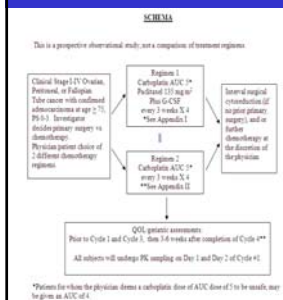 SCHEMA
This is a prospective observational study, not a comparison of treatment regimens.
Clinical Stage I-IV Ovarian,
Peritoneal, or Fallopian
Tube cancer with confirmed
adenocarcinoma at age ≥ 75,
PS 0-3. Investigator
decides primary surgery vs
chemotherapy.
Physician/patient choice of
2 different chemotherapy
regimens.
Regimen 1
Carboplatin AUC 5*
Paclitaxel 135 mg/m²
Plus G-CSF
every 3 weeks X 4
*See Appendix I
Regimen 2
Carboplatin AUC 5*
every 3 weeks X 4
**See Appendix II
Interval surgical
cytoreduction (if
no prior primary
surgery), and/or
further
chemotherapy at
the discretion of
the physician.
QOL/geriatric assessments:
Prior to Cycle 1 and Cycle 3, then 3-6 weeks after completion of Cycle 4**
All subjects will undergo PK sampling on Day 1 and Day 2 of Cycle #1
*Patients for whom the physician deems a carboplatin dose of AUC dose of 5 to be unsafe, may
be given an AUC of 4.